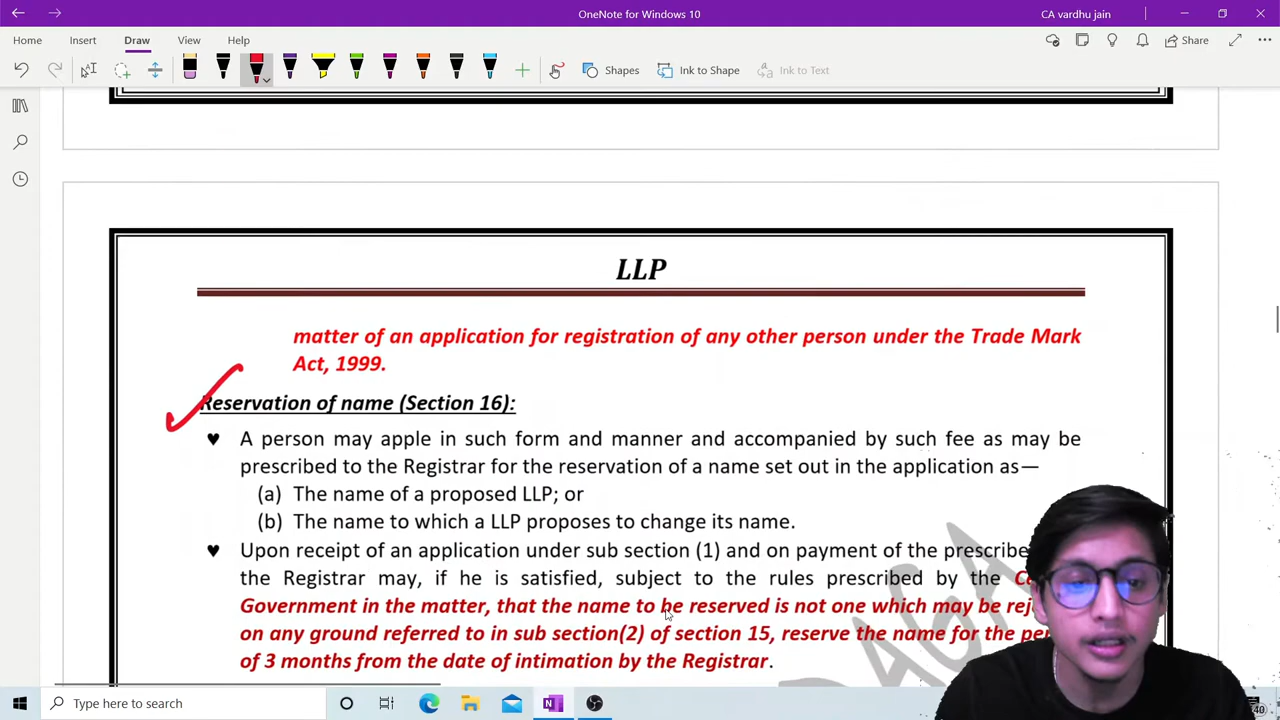 OneNote for Windows 10
CA vardhu jain
Home Insert Draw View Help
Share
Shapes Ink to Shape Ink to Text
LLP
matter of an application for registration of any other person under the Trade Mark
Act, 1999.
Reservation of name (Section 16):
♥ A person may apple in such form and manner and accompanied by such fee as may be
prescribed to the Registrar for the reservation of a name set out in the application as—
(a) The name of a proposed LLP; or
(b) The name to which a LLP proposes to change its name.
♥ Upon receipt of an application under sub section (1) and on payment of the
the Registrar may, if he is satisfied, subject to the rules prescribed by the
Government in the matter, that the name to be reserved is not one which may be
on any ground referred to in sub section(2) of section 15, reserve the name for the
of 3 months from the date of intimation by the Registrar.
Type here to search